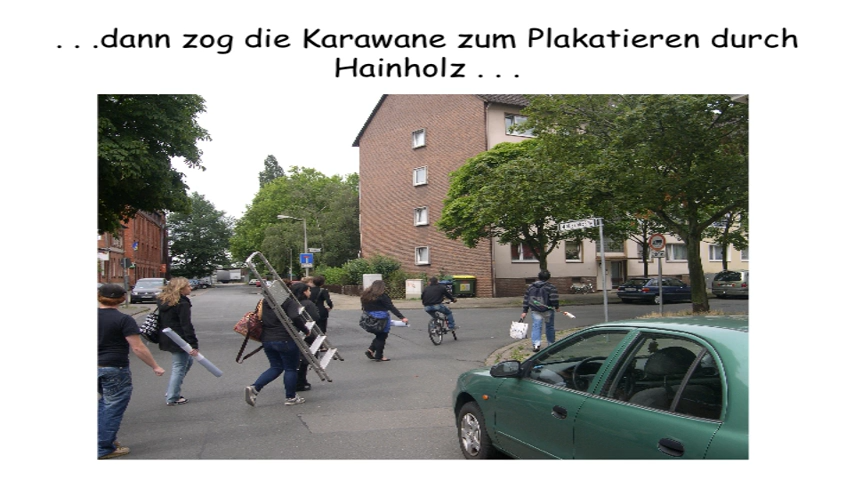 . . .dann zog die Karawane zum Plakatieren durch
Hainholz . . .